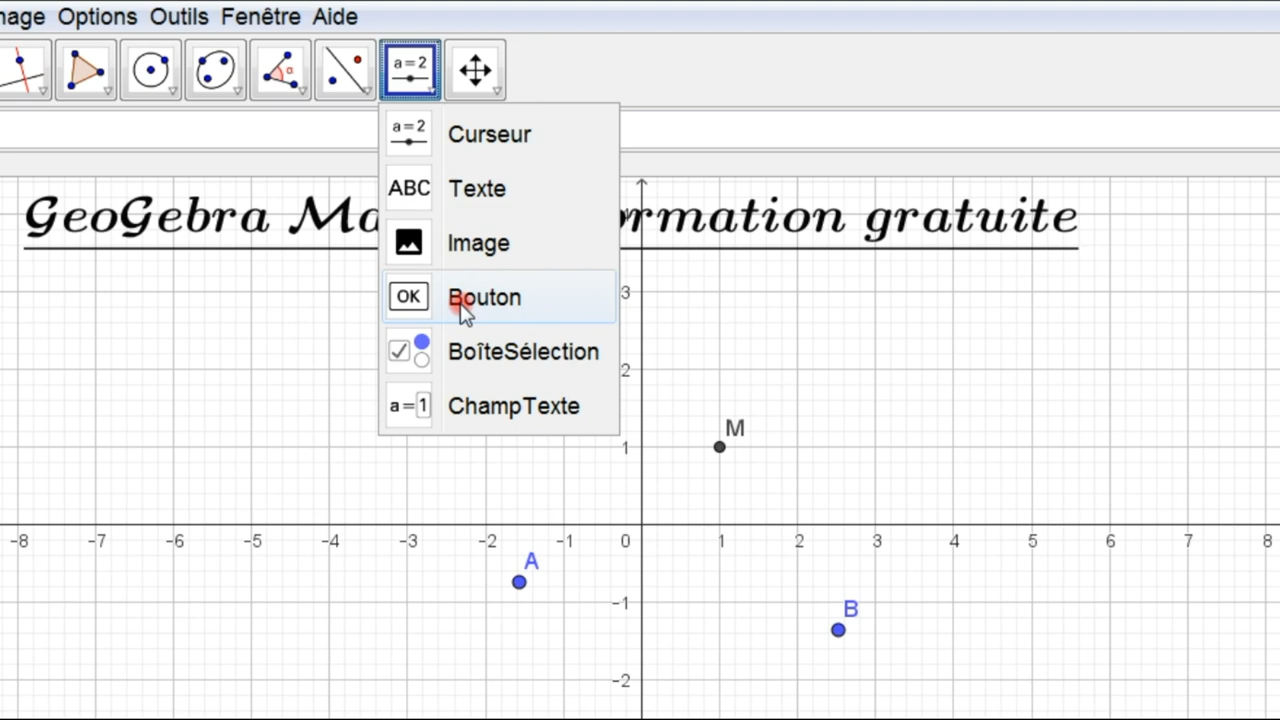 nage Options Outils Fenêtre Aide
a=2
a=2 Curseur
ABC Texte
Image
OK Bouton
BoîteSélection
a=1 ChampTexte
GeoGebra Ma rmation gratuite
3
2
M
1
-8 -7 -6 -5 -4 -3 -2 -1 0 1 2 3 4 5 6 7 8
A
-1
B
-2